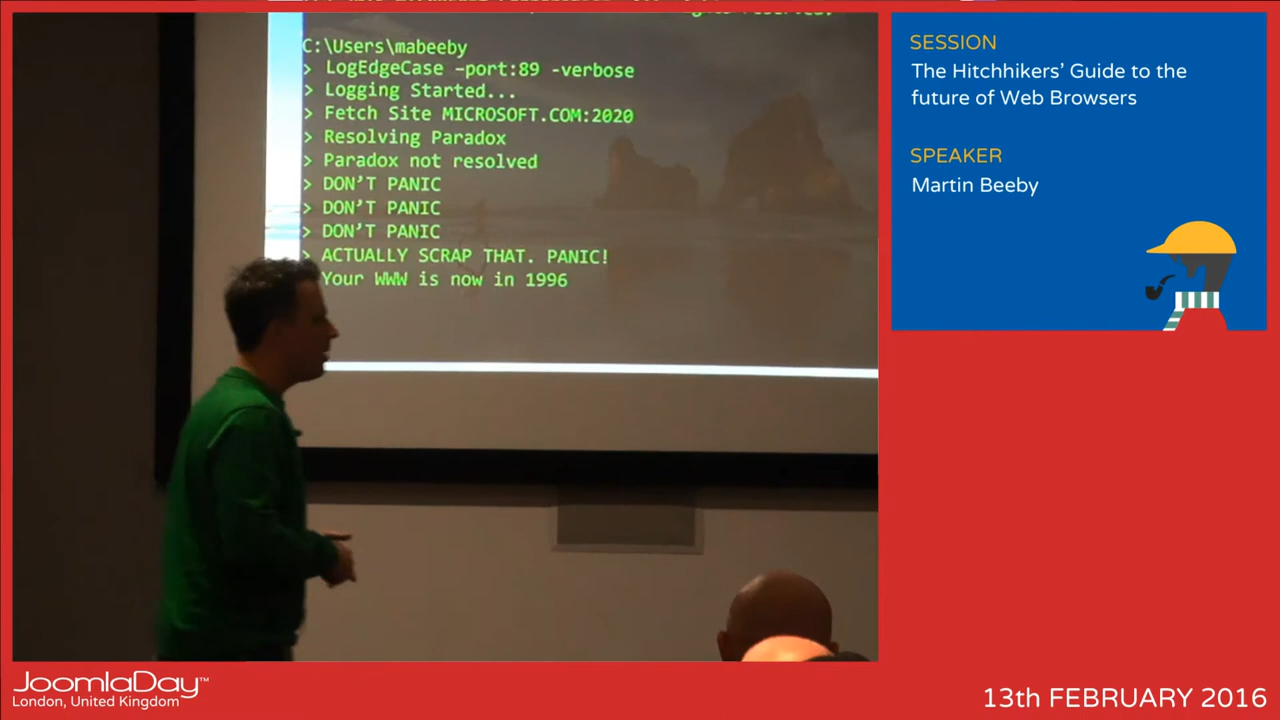 C:\Users\mabeeby
> LogEdgeCase –port:89 -verbose
> Logging Started...
> Fetch Site MICROSOFT.COM:2020
> Resolving Paradox
> Paradox not resolved
> DON'T PANIC
> DON'T PANIC
> DON'T PANIC
> ACTUALLY SCRAP THAT. PANIC!
Your WWW is now in 1996
SESSION
The Hitchhikers' Guide to the
future of Web Browsers
SPEAKER
Martin Beeby
JoomlaDay™
London, United Kingdom
13th FEBRUARY 2016